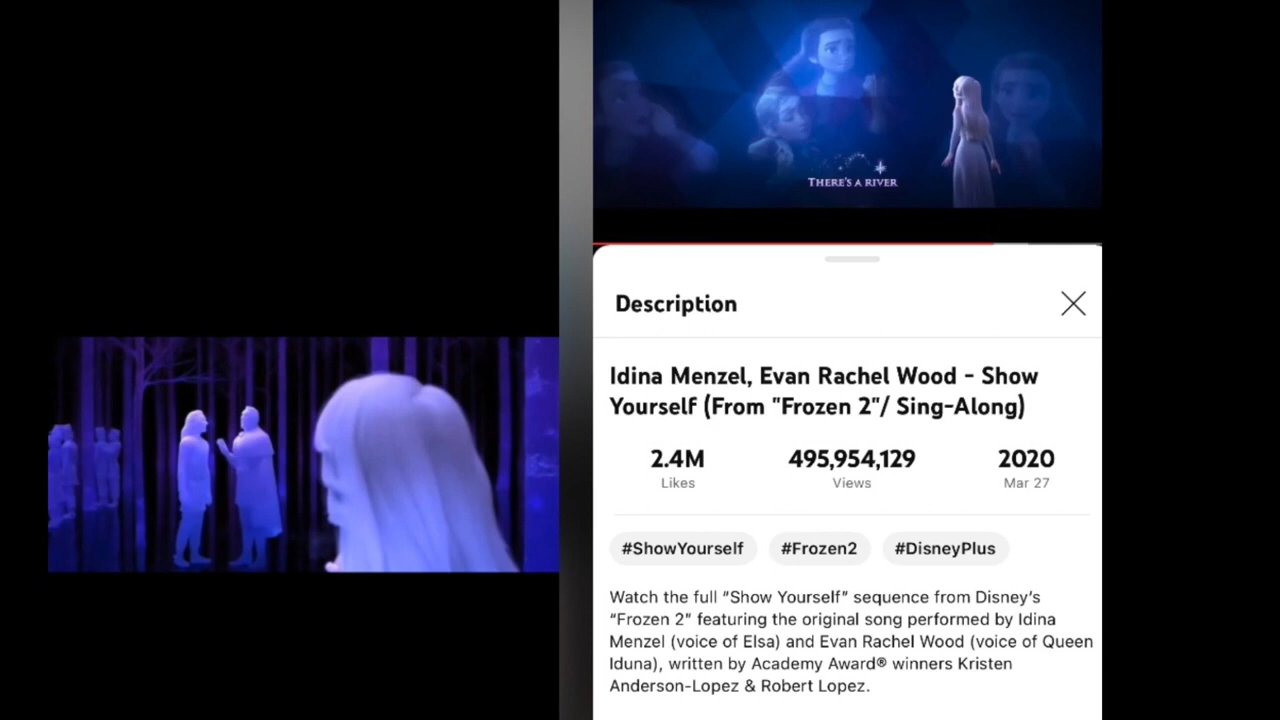 THERE'S A RIVER
Description
Idina Menzel, Evan Rachel Wood - Show
Yourself (From "Frozen 2"/ Sing-Along)
2.4M 495,954,129 2020
Likes Views Mar 27
#ShowYourself #Frozen2 #DisneyPlus
Watch the full “Show Yourself” sequence from Disney’s
“Frozen 2” featuring the original song performed by Idina
Menzel (voice of Elsa) and Evan Rachel Wood (voice of Queen
Iduna), written by Academy Award® winners Kristen
Anderson-Lopez & Robert Lopez.